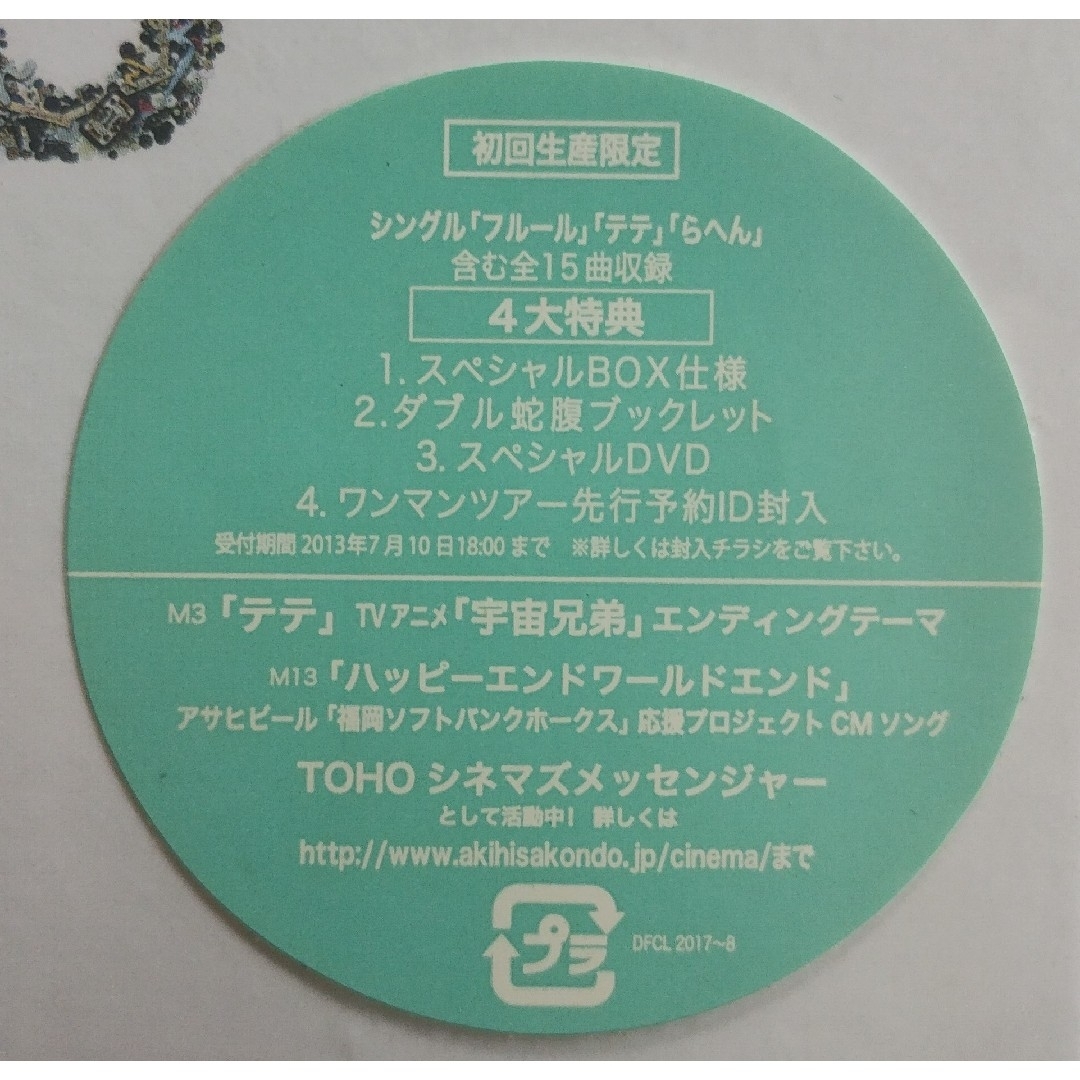 初回生産限定
シングル「フルール」「テテ」「らへん」
含む全15曲収録
4大特典
1. スペシャルBOX仕様
2.ダブル蛇腹ブックレット
3. スペシャルDVD
4. ワンマンツアー先行予約ID封入
受付期間 2013年7月10日18:00まで ※詳しくは封入チラシをご覧下さい。
M3「テテ」TVアニメ「宇宙兄弟」エンディングテーマ
M13「ハッピーエンドワールドエンド」
アサヒビール「福岡ソフトバンクホークス」応援プロジェクト CMソング
TOHO シネマズメッセンジャー
として活動中! 詳しくは
http://www.akihisakondo.jp/cinema/まで
プラ
DFCL 2017~8